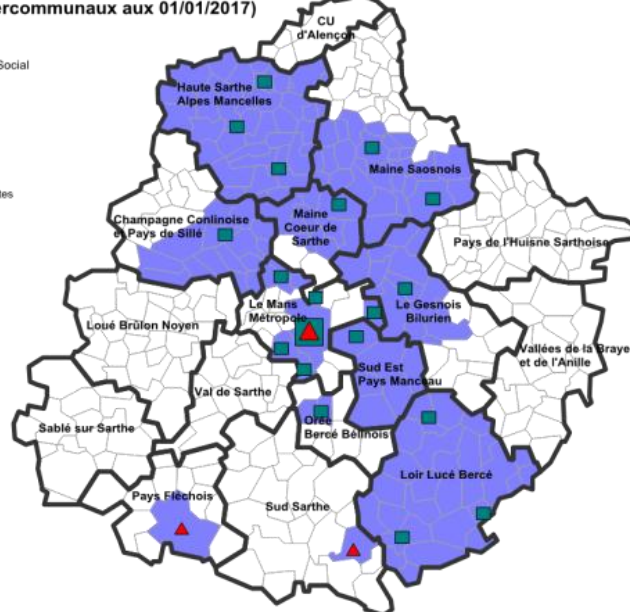 ercommunaux aux 01/01/2017)
CU
d'Alençon
Social
Haute Sarthe
Alpes Mancelles
Maine Saosnois
tes
Champagne Conlinoise
et Pays de Sillé
Maine
Coeur de
Sarthe
Pays de l'Huisne Sarthoise
Le Mans
Métropole
Le Gesnois
Bilurien
Loué Brûlon Noyen
Vallées de la Braye
et de l'Anille
Sud Est
Pays Manceau
Val de Sarthe
Orée
Bercé Bélinois
Sablé sur Sarthe
Loir Lucé Bercé
Pays Fléchois
Sud Sarthe